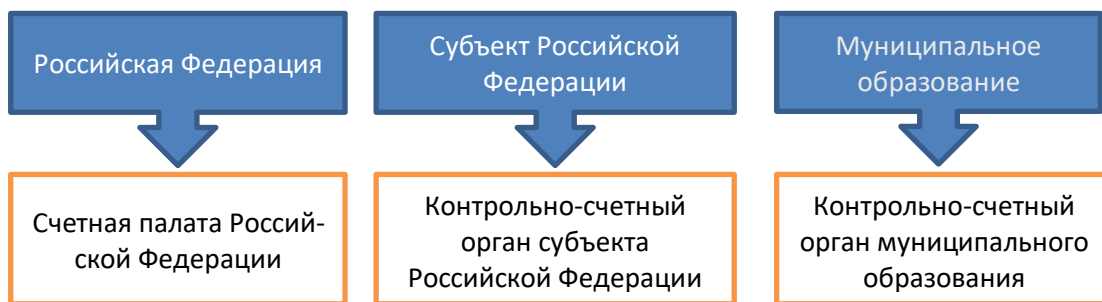 Российская Федерация
Субъект Российской
Федерации
Муниципальное
образование
Счетная палата Россий-
ской Федерации
Контрольно-счетный
орган субъекта
Российской Федерации
Контрольно-счетный
орган муниципального
образования